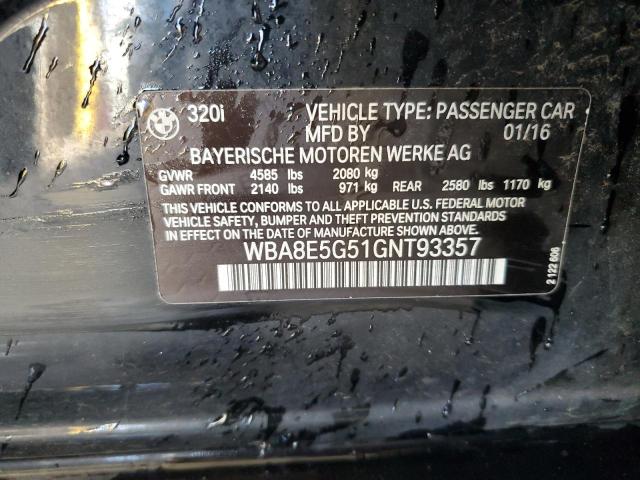 320i VEHICLE TYPE: PASSENGER CAR
MFD BY 01/16
BAYERISCHE MOTOREN WERKE AG
GVWR 4585 lbs 2080 kg
GAWR FRONT 2140 lbs 971 kg REAR 2580 lbs 1170 kg
THIS VEHICLE CONFORMS TO ALL APPLICABLE U.S. FEDERAL MOTOR
VEHICLE SAFETY, BUMPER AND THEFT PREVENTION STANDARDS
IN EFFECT ON THE DATE OF MANUFACTURE SHOWN ABOVE.
WBA8E5G51GNT93357
2 122 606